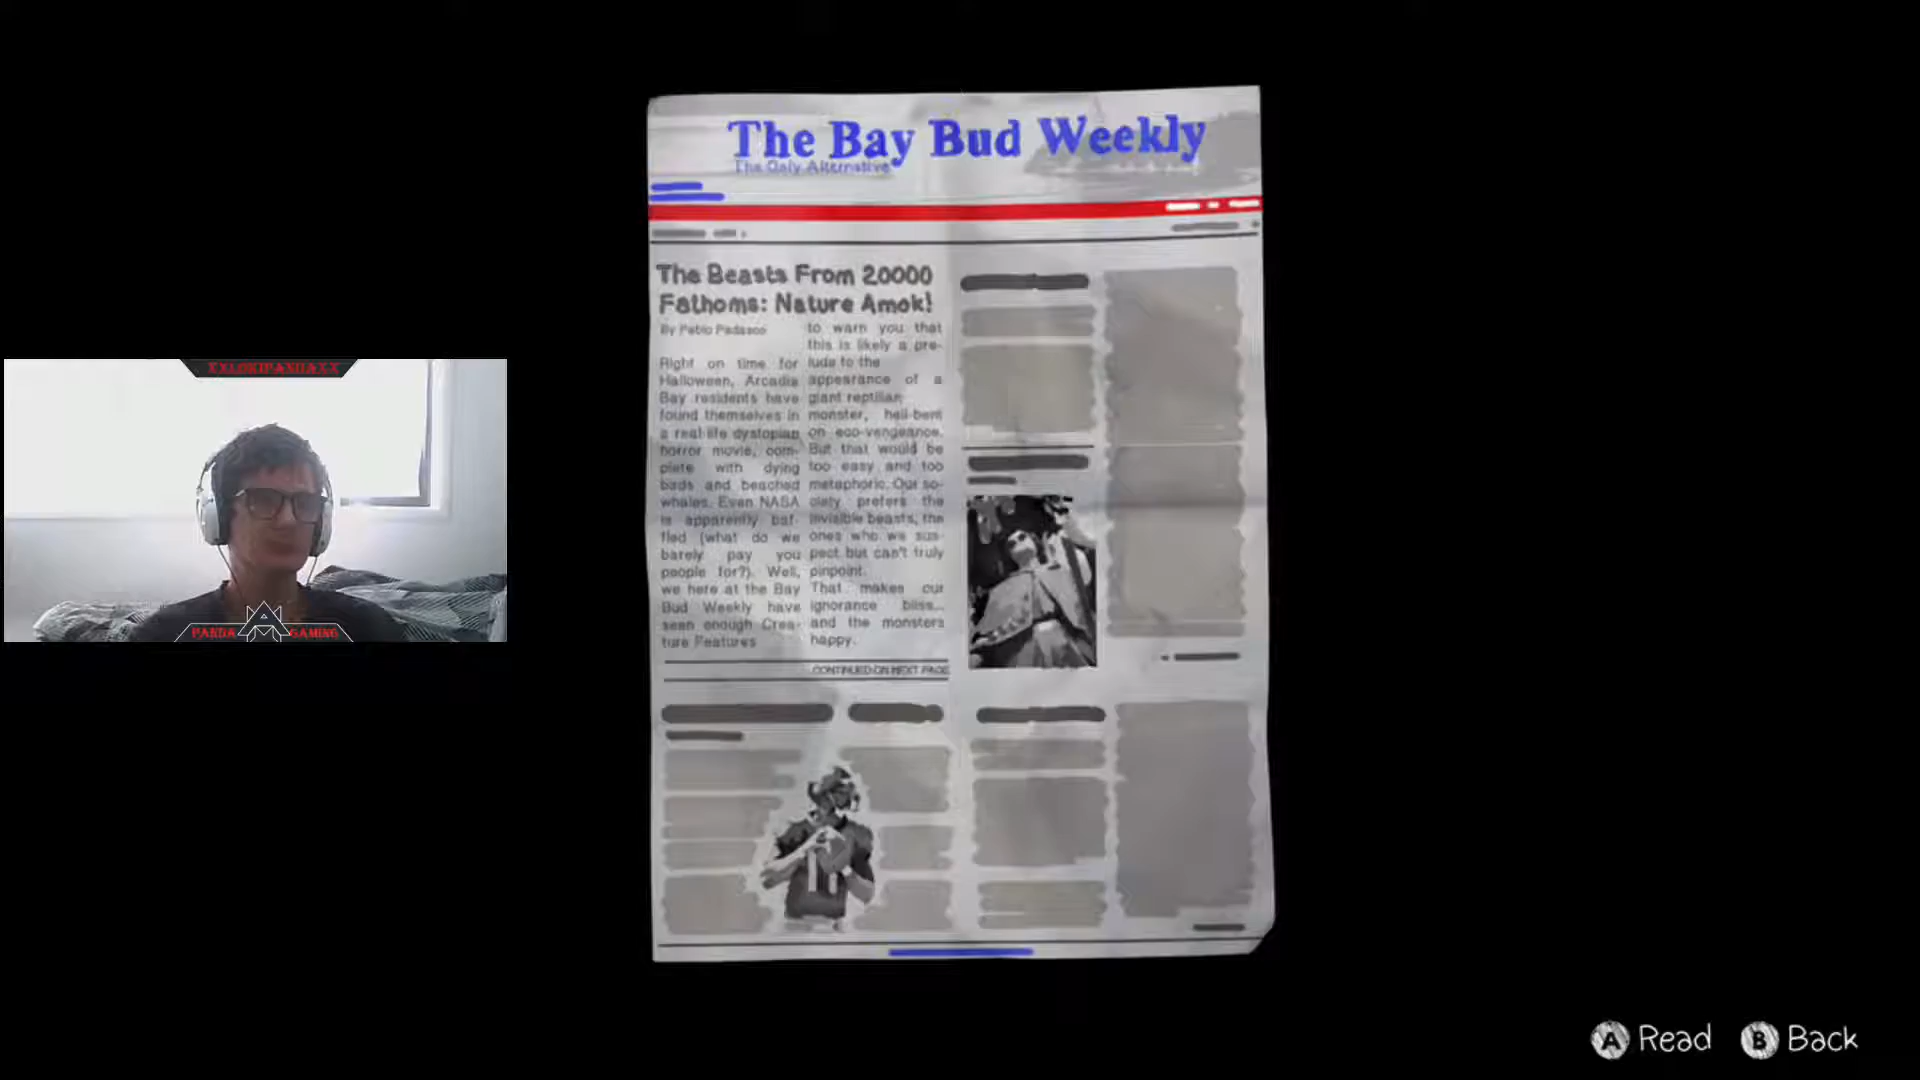 The Bay Bud Weekly
The Only Alternative
The Beasts From 20000
Fathoms: Nature Amok!
By Pablo Padasco
Right on time for
Halloween, Arcadia
Bay residents have
found themselves in
a real-life dystopian
horror movie, com-
plete with dying
birds and beached
whales. Even NASA
is apparently baf-
fled (what do we
barely pay you
people for?). Well,
we here at the Bay
Bud Weekly have
seen enough Crea-
ture Features
to warn you that
this is likely a pre-
lude to the
appearance of a
giant reptilian
monster, hell-bent
on eco-vengeance.
But that would be
too easy and too
metaphoric. Our so-
ciety prefers the
invisible beasts, the
ones who we sus-
pect but can't truly
pinpoint.
That makes our
ignorance bliss...
and the monsters
happy.
CONTINUED ON NEXT PAGE
XXLOKIPANDAXX
PANDA GAMING
11
A Read
B Back